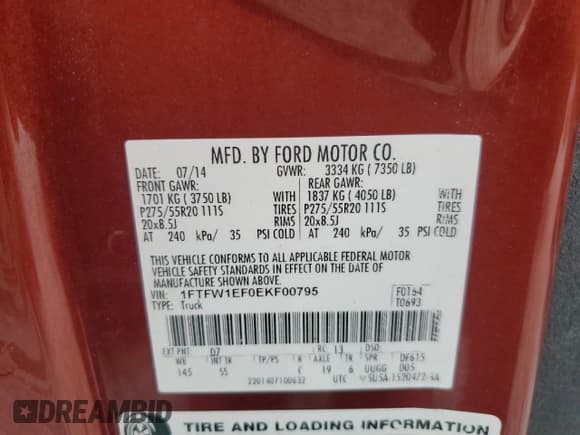 MFD. BY FORD MOTOR CO.
DATE: 07/14 GVWR: 3334 KG ( 7350 LB)
FRONT GAWR: REAR GAWR:
1701 KG ( 3750 LB) WITH 1837 KG ( 4050 LB) WITH
P275/55R20 111S TIRES P275/55R20 111S TIRES
20x8.5J RIMS 20x8.5J RIMS
AT 240 kPa/ 35 PSI COLD AT 240 kPa/ 35 PSI COLD
THIS VEHICLE CONFORMS TO ALL APPLICABLE FEDERAL MOTOR
VEHICLE SAFETY STANDARDS IN EFFECT ON THE DATE OF
MANUFACTURE SHOWN ABOVE.
VIN: 1FTFW1EF0EKF00795 F0164
TYPE: Truck T0693
EXT PNT: D7 RC: 13 DSO:
WB INT TR TP/PS R AXLE TR SPR DF615
145 SS C 19 6 UUGG D05
2201407100632 UTC
TIRE AND LOADING INFORMATION
DREAMBID